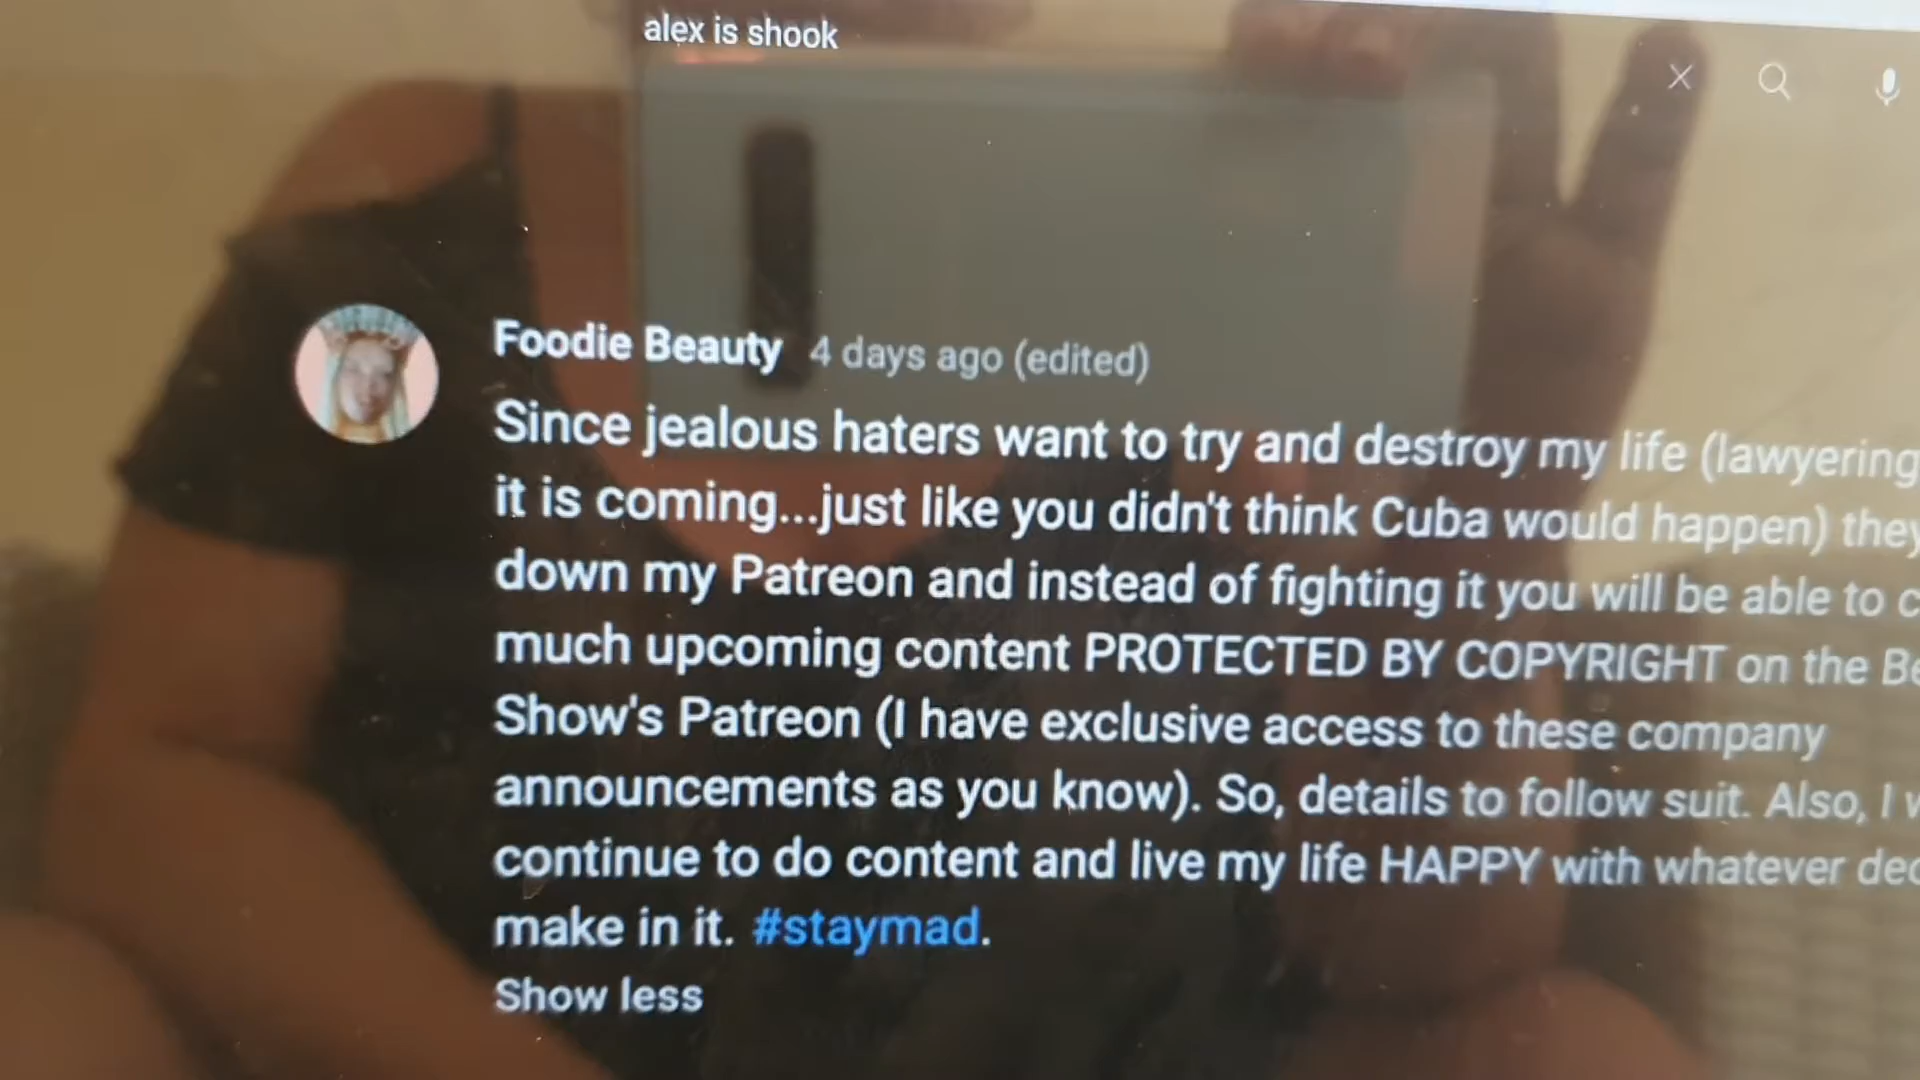 alex is shook
Foodie Beauty 4 days ago (edited)
Since jealous haters want to try and destroy my life (lawyering
it is coming...just like you didn't think Cuba would happen) they
down my Patreon and instead of fighting it you will be able to
much upcoming content PROTECTED BY COPYRIGHT on the
Show's Patreon (I have exclusive access to these company
announcements as you know). So, details to follow suit. Also, I
continue to do content and live my life HAPPY with whatever
make in it. #staymad.
Show less